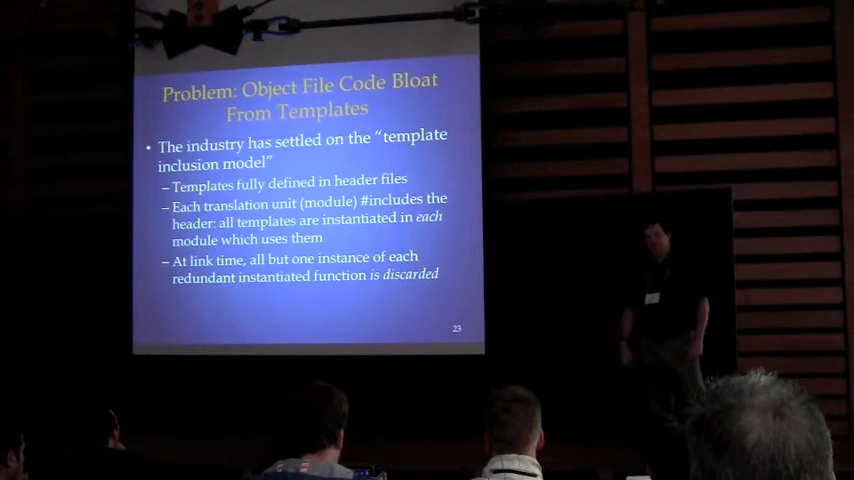 Problem: Object File Code Bloat
From Templates
▪ The industry has settled on the “template
inclusion model”
– Templates fully defined in header files
– Each translation unit (module) #includes the
header: all templates are instantiated in each
module which uses them
– At link time, all but one instance of each
redundant instantiated function is discarded
23